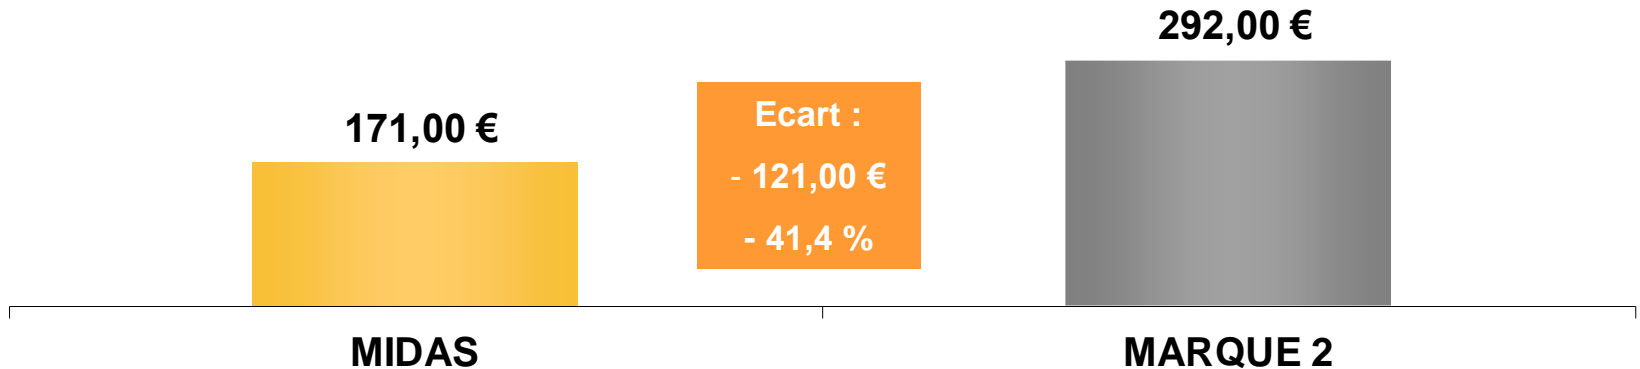 292,00 €
171,00 €
Ecart :
- 121,00 €
- 41,4 %
MIDAS
MARQUE 2